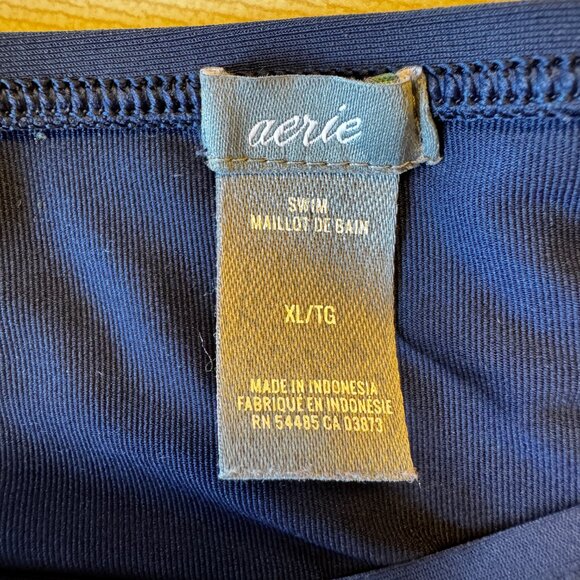 aerie
SWIM
MAILLOT DE BAIN
XL/TG
MADE IN INDONESIA
FABRIQUÉ EN INDONÉSIE
RN 54485 CA 03873